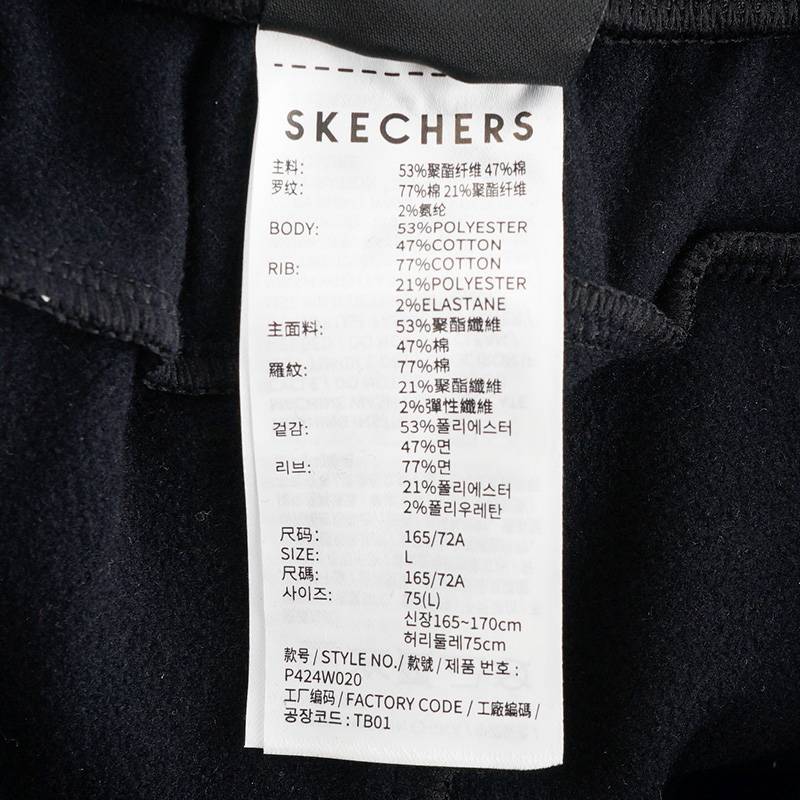 SKECHERS
主料: 53%聚酯纤维 47%棉
罗纹: 77%棉 21%聚酯纤维
2%氨纶
BODY: 53%POLYESTER
47%COTTON
RIB: 77%COTTON
21%POLYESTER
2%ELASTANE
主面料: 53%聚酯纖維
47%棉
羅紋: 77%棉
21%聚酯纖維
2%彈性纖維
겉감: 53%폴리에스터
47%면
리브: 77%면
21%폴리에스터
2%폴리우레탄
尺码: 165/72A
SIZE: L
尺碼: 165/72A
사이즈: 75(L)
신장165~170cm
허리둘레75cm
款号 / STYLE NO./ 款號 / 제품 번호 :
P424W020
工厂编码 / FACTORY CODE / 工廠編碼 /
공장코드 : TB01